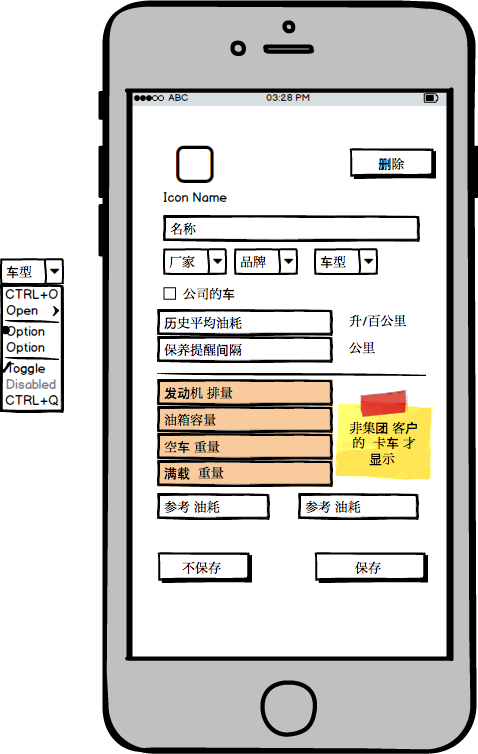 ABC 03:28 PM
删除
Icon Name
名称
厂家 品牌 车型
公司的车
历史平均油耗 升/百公里
保养提醒间隔 公里
发动机 排量
油箱容量
空车 重量
满载 重量
非集团 客户
的 卡车 才
显示
参考 油耗 参考 油耗
不保存 保存
车型
CTRL+O
Open
Option
Option
Toggle
Disabled
CTRL+Q